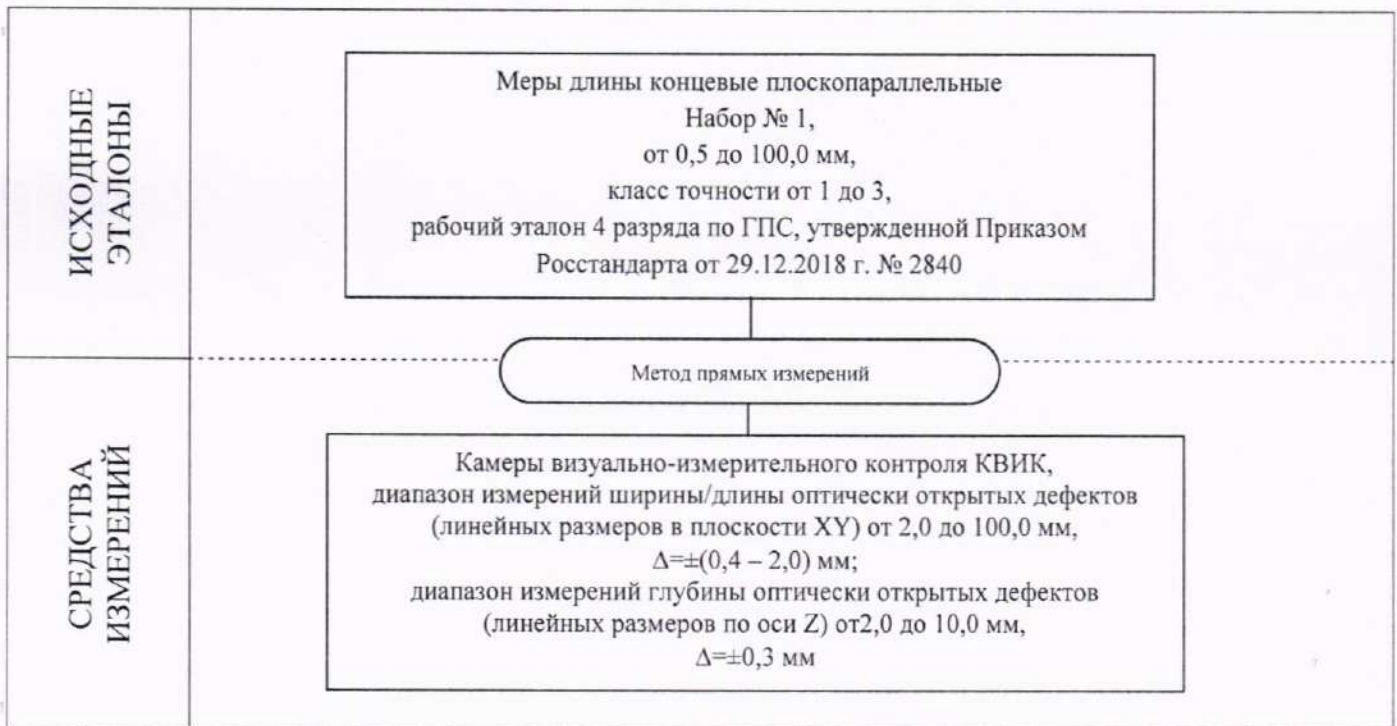 ИСХОДНЫЕ
ЭТАЛОНЫ
Меры длины концевые плоскопараллельные
Набор № 1,
от 0,5 до 100,0 мм,
класс точности от 1 до 3,
рабочий эталон 4 разряда по ГПС, утвержденной Приказом
Росстандарта от 29.12.2018 г. № 2840
Метод прямых измерений
СРЕДСТВА
ИЗМЕРЕНИЙ
Камеры визуально-измерительного контроля КВИК,
диапазон измерений ширины/длины оптически открытых дефектов
(линейных размеров в плоскости XY) от 2,0 до 100,0 мм,
Δ=±(0,4 – 2,0) мм;
диапазон измерений глубины оптически открытых дефектов
(линейных размеров по оси Z) от2,0 до 10,0 мм,
Δ=±0,3 мм